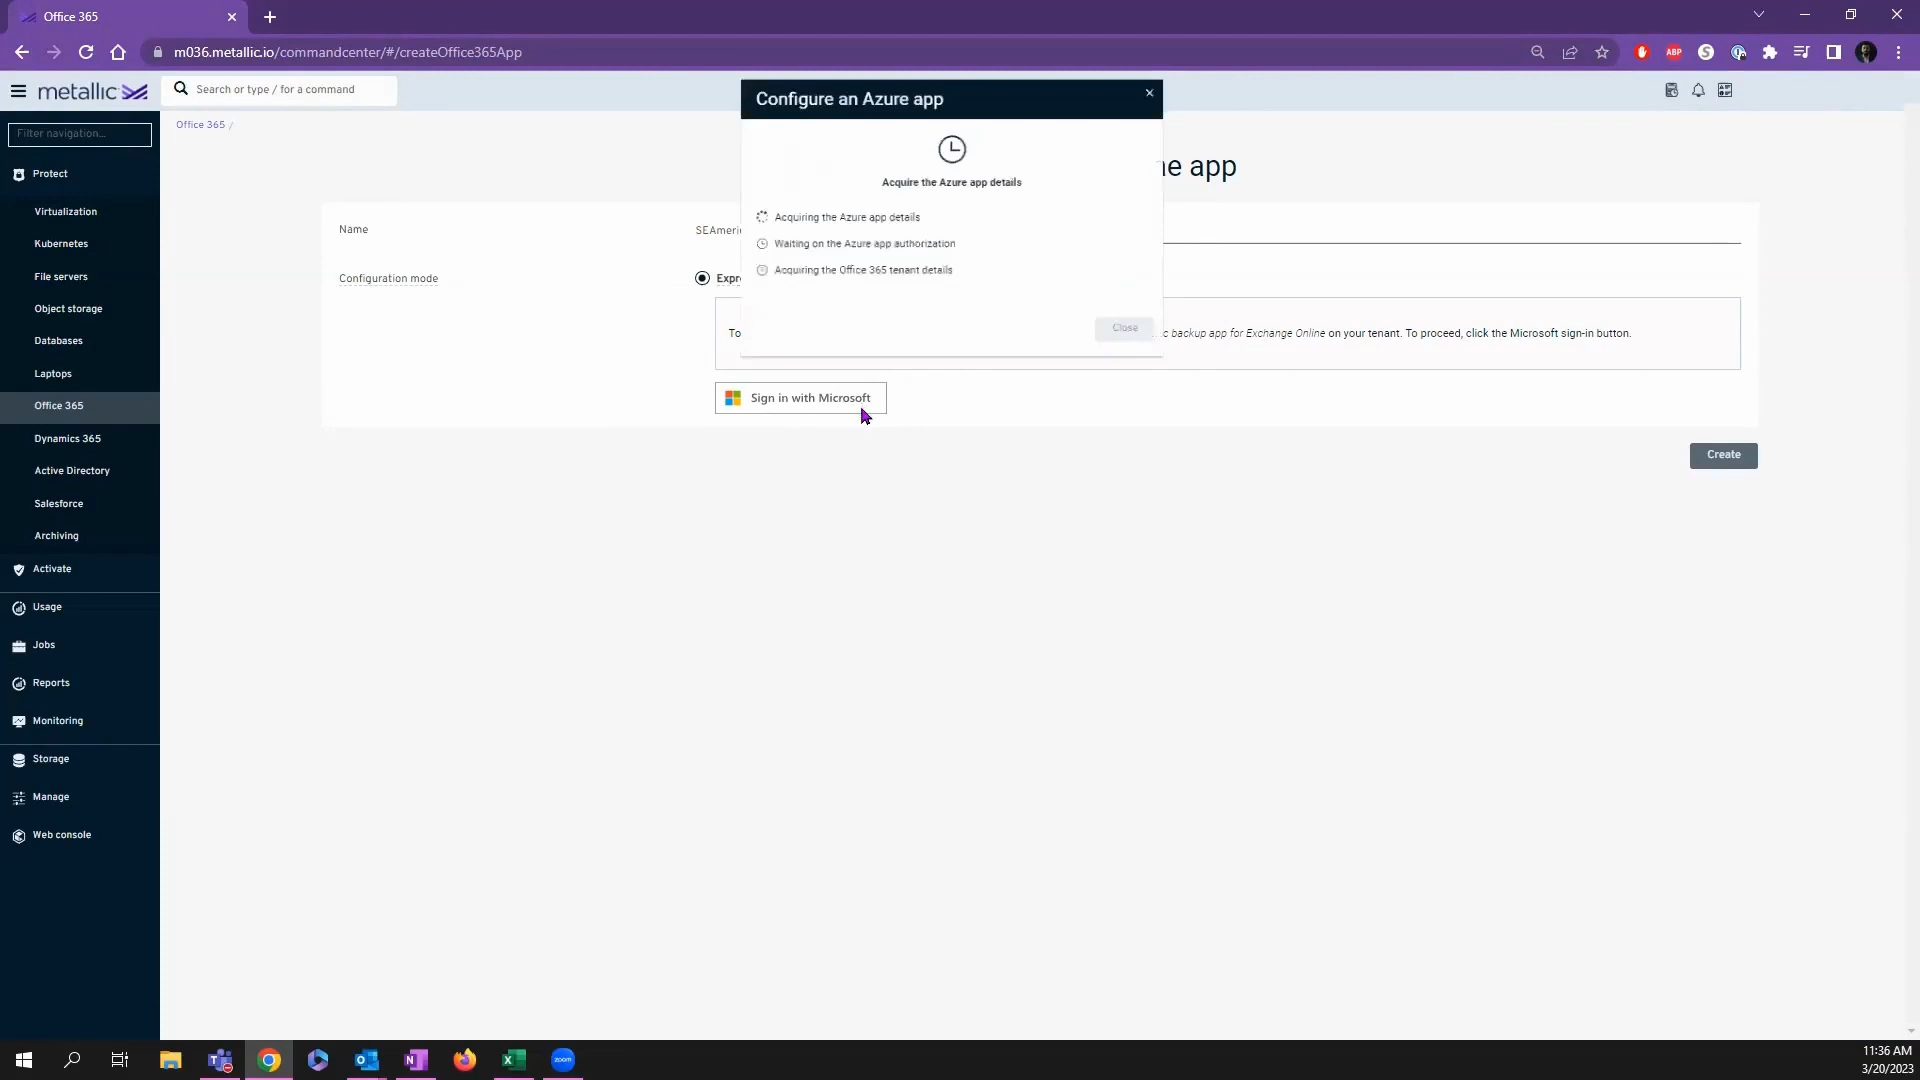 Office 365
m036.metallic.io/commandcenter/#/createOffice365App
ABP
metallic
Search or type / for a command
Filter navigation...
Protect
Virtualization
Kubernetes
File servers
Object storage
Databases
Laptops
Office 365
Dynamics 365
Active Directory
Salesforce
Archiving
Activate
Usage
Jobs
Reports
Monitoring
Storage
Manage
Web console
Office 365 /
Configure an Azure app
Acquire the Azure app details
Acquiring the Azure app details
Waiting on the Azure app authorization
Acquiring the Office 365 tenant details
Close
app
Name
SEAmeri
Configuration mode
Expr
To
backup app for Exchange Online on your tenant. To proceed, click the Microsoft sign-in button.
Sign in with Microsoft
Create
zoom
11:36 AM
3/20/2023